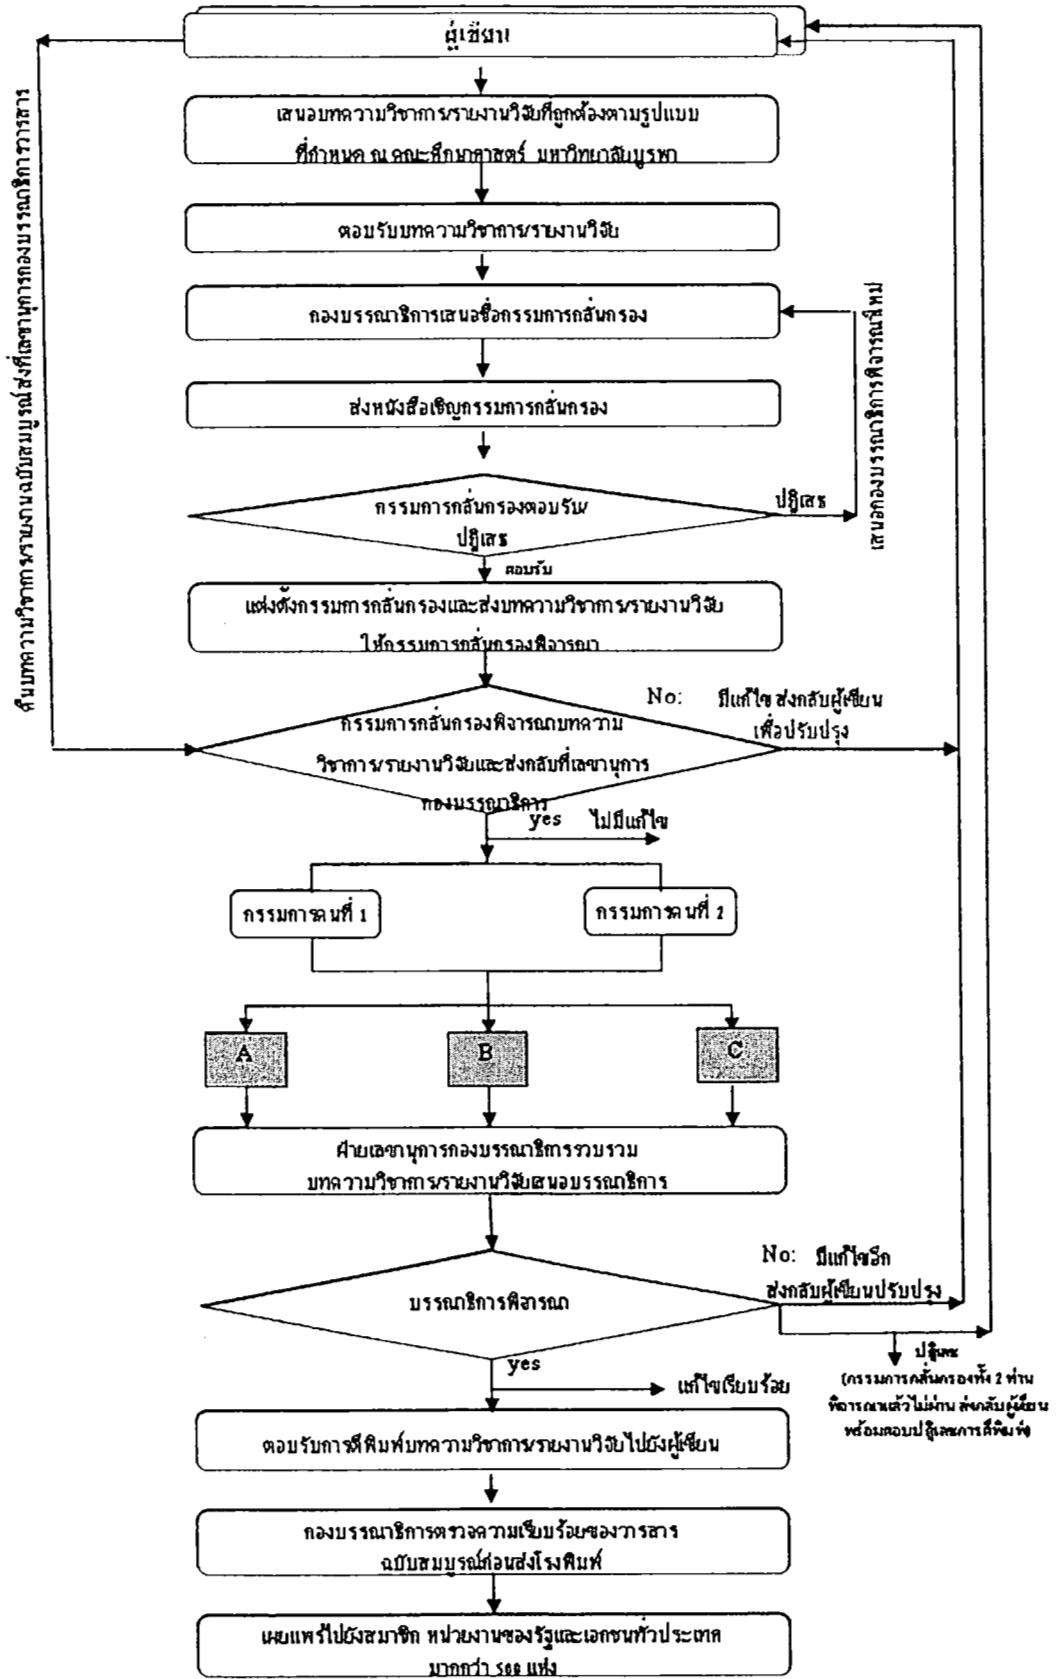 ผู้เขียน
เสนอบทความวิชาการ/รายงานวิจัยที่ถูกต้องตามรูปแบบ
ที่กำหนด ณ คณะศึกษาศาสตร์ มหาวิทยาลัยบูรพา
ตอบรับบทความวิชาการ/รายงานวิจัย
กองบรรณาธิการเสนอชื่อกรรมการกลั่นกรอง
ส่งหนังสือเชิญกรรมการกลั่นกรอง
กรรมการกลั่นกรองตอบรับ/
ปฏิเสธ
ปฏิเสธ
เสนอกองบรรณาธิการพิจารณาใหม่
ตอบรับ
แต่งตั้งกรรมการกลั่นกรองและส่งบทความวิชาการ/รายงานวิจัย
ให้กรรมการกลั่นกรองพิจารณา
คืนบทความวิชาการ/รายงานฉบับสมบูรณ์ส่งที่เลขานุการกองบรรณาธิการวารสาร
กรรมการกลั่นกรองพิจารณาบทความ
วิชาการ/รายงานวิจัยและส่งกลับที่เลขานุการ
กองบรรณาธิการ
No: มีแก้ไข ส่งกลับผู้เขียน
เพื่อปรับปรุง
yes ไม่มีแก้ไข
กรรมการคนที่ 1
กรรมการคนที่ 2
A
B
C
ฝ่ายเลขานุการกองบรรณาธิการรวบรวม
บทความวิชาการ/รายงานวิจัยเสนอบรรณาธิการ
บรรณาธิการพิจารณา
No: มีแก้ไขอีก
ส่งกลับผู้เขียนปรับปรุง
ปฏิเสธ
(กรรมการกลั่นกรองทั้ง 2 ท่าน
พิจารณาแล้วไม่ผ่าน ส่งกลับผู้เขียน
พร้อมตอบปฏิเสธการตีพิมพ์)
yes
แก้ไขเรียบร้อย
ตอบรับการตีพิมพ์บทความวิชาการ/รายงานวิจัยไปยังผู้เขียน
กองบรรณาธิการตรวจความเรียบร้อยของวารสาร
ฉบับสมบูรณ์ก่อนส่งโรงพิมพ์
เผยแพร่ไปยังสมาชิก หน่วยงานของรัฐและเอกชนทั่วประเทศ
มากกว่า 500 แห่ง